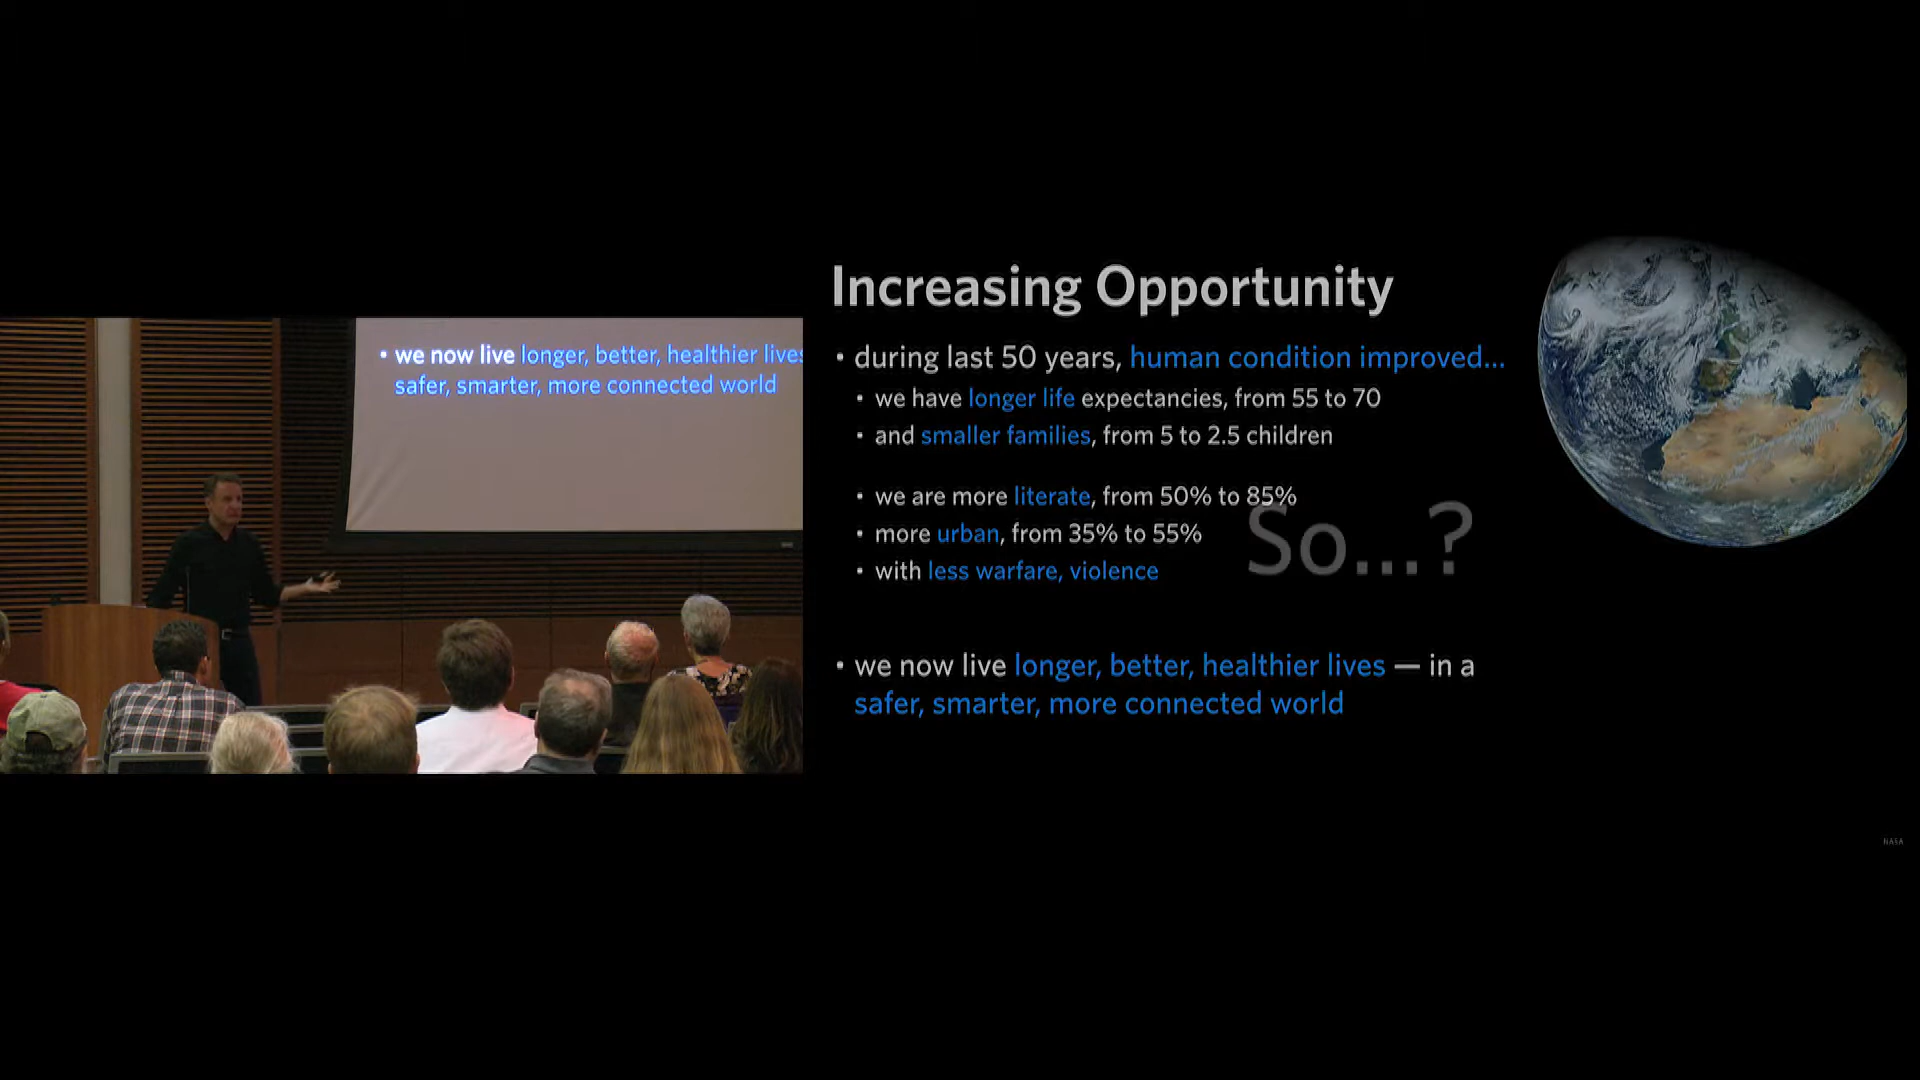 • we now live longer, better, healthier lives
safer, smarter, more connected world
Increasing Opportunity
• during last 50 years, human condition improved...
• we have longer life expectancies, from 55 to 70
• and smaller families, from 5 to 2.5 children
• we are more literate, from 50% to 85%
• more urban, from 35% to 55%
• with less warfare, violence
So...?
• we now live longer, better, healthier lives — in a
safer, smarter, more connected world
NASA